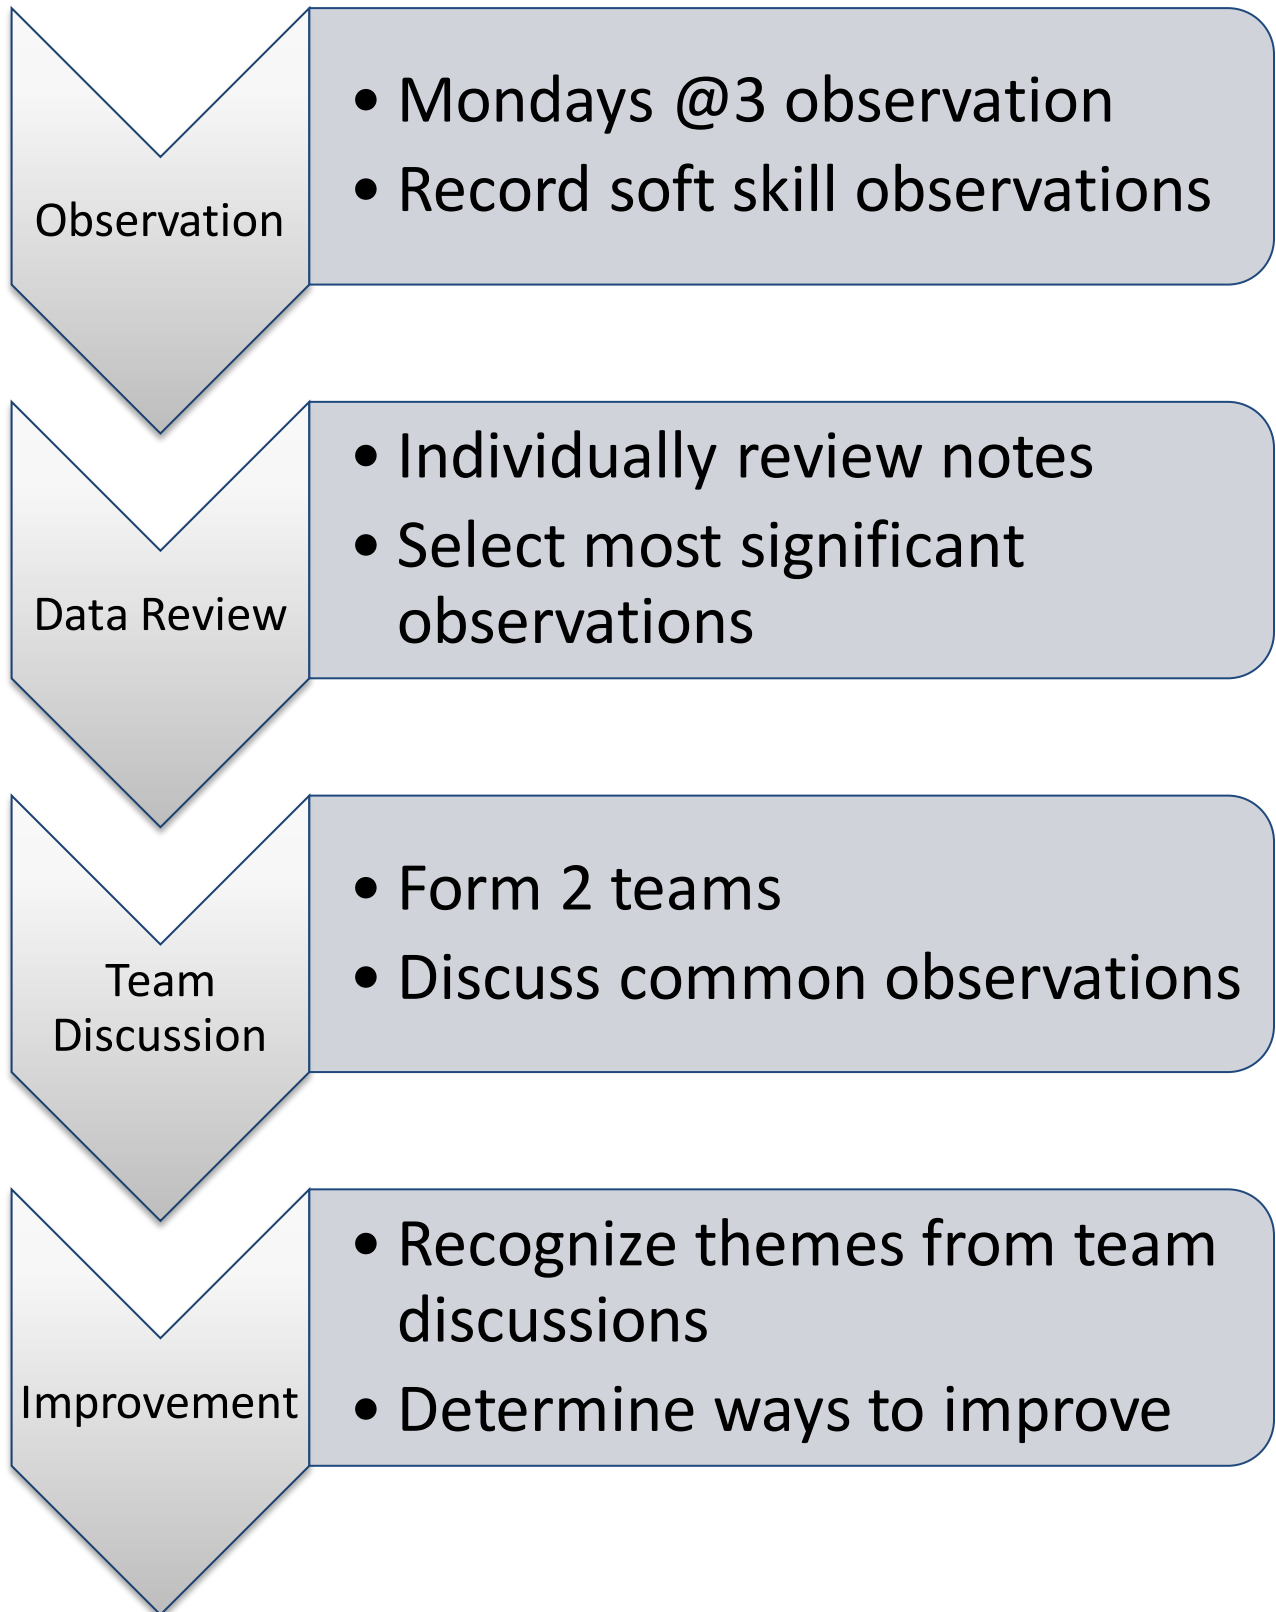 Observation
• Mondays @3 observation
• Record soft skill observations
Data Review
• Individually review notes
• Select most significant
observations
Team
Discussion
• Form 2 teams
• Discuss common observations
Improvement
• Recognize themes from team
discussions
• Determine ways to improve